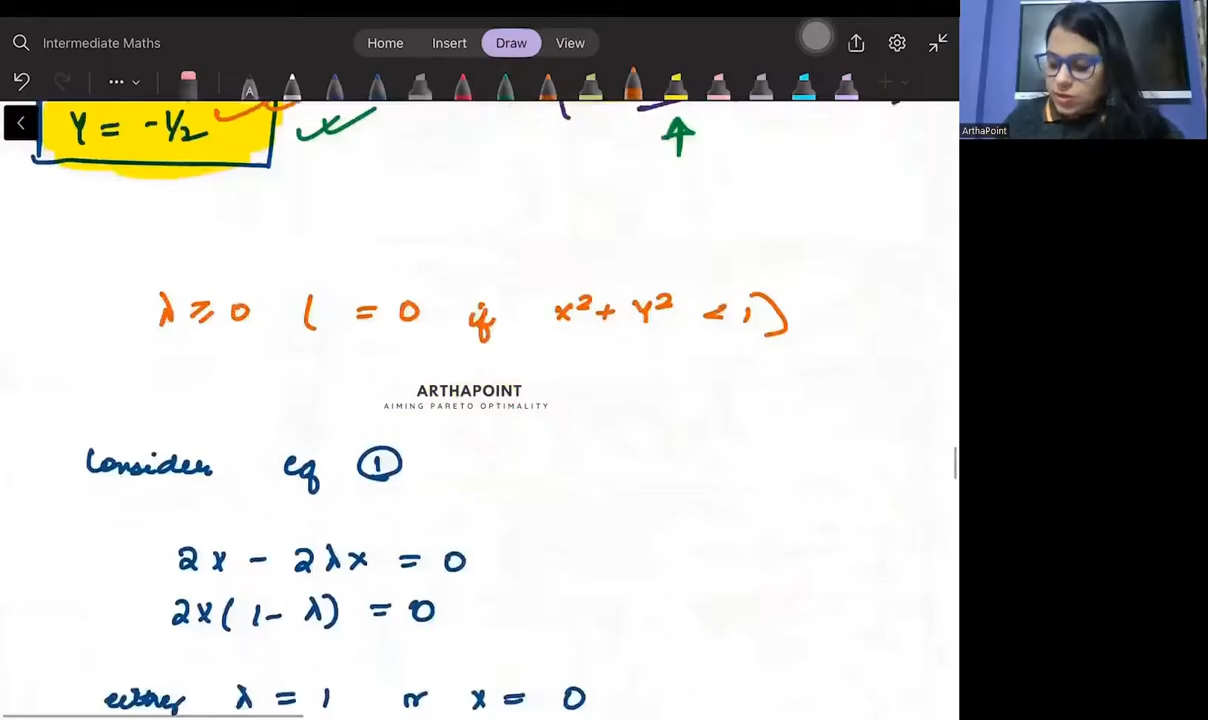 Intermediate Maths
Home Insert Draw View
A
Y = -1/2
ArthaPoint
λ ≥ 0 ( = 0 if x² + y² < 1)
ARTHAPOINT
AIMING PARETO OPTIMALITY
Consider eq ①
2x - 2λx = 0
2x(1 - λ) = 0
either λ = 1 or x = 0